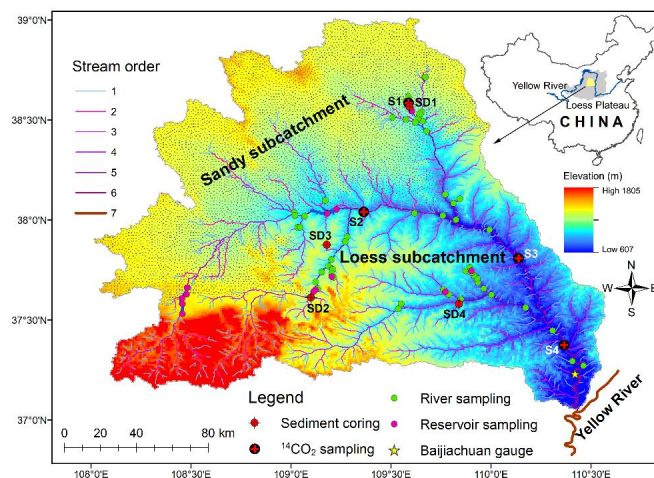 39°0'N
38°30'N
38°0'N
37°30'N
37°0'N
Stream order
1
2
3
4
5
6
7
Sandy subcatchment
S1
SD1
S2
SD3
Loess subcatchment
S3
SD2
SD4
S4
Yellow River
Loess Plateau
CHINA
Elevation (m)
High 1805
Low 607
N
W
E
S
Legend
Sediment coring
¹⁴CO₂ sampling
River sampling
Reservoir sampling
Baijiachuan gauge
Yellow River
0 20 40 80 km
108°0'E
108°30'E
109°0'E
109°30'E
110°0'E
110°30'E